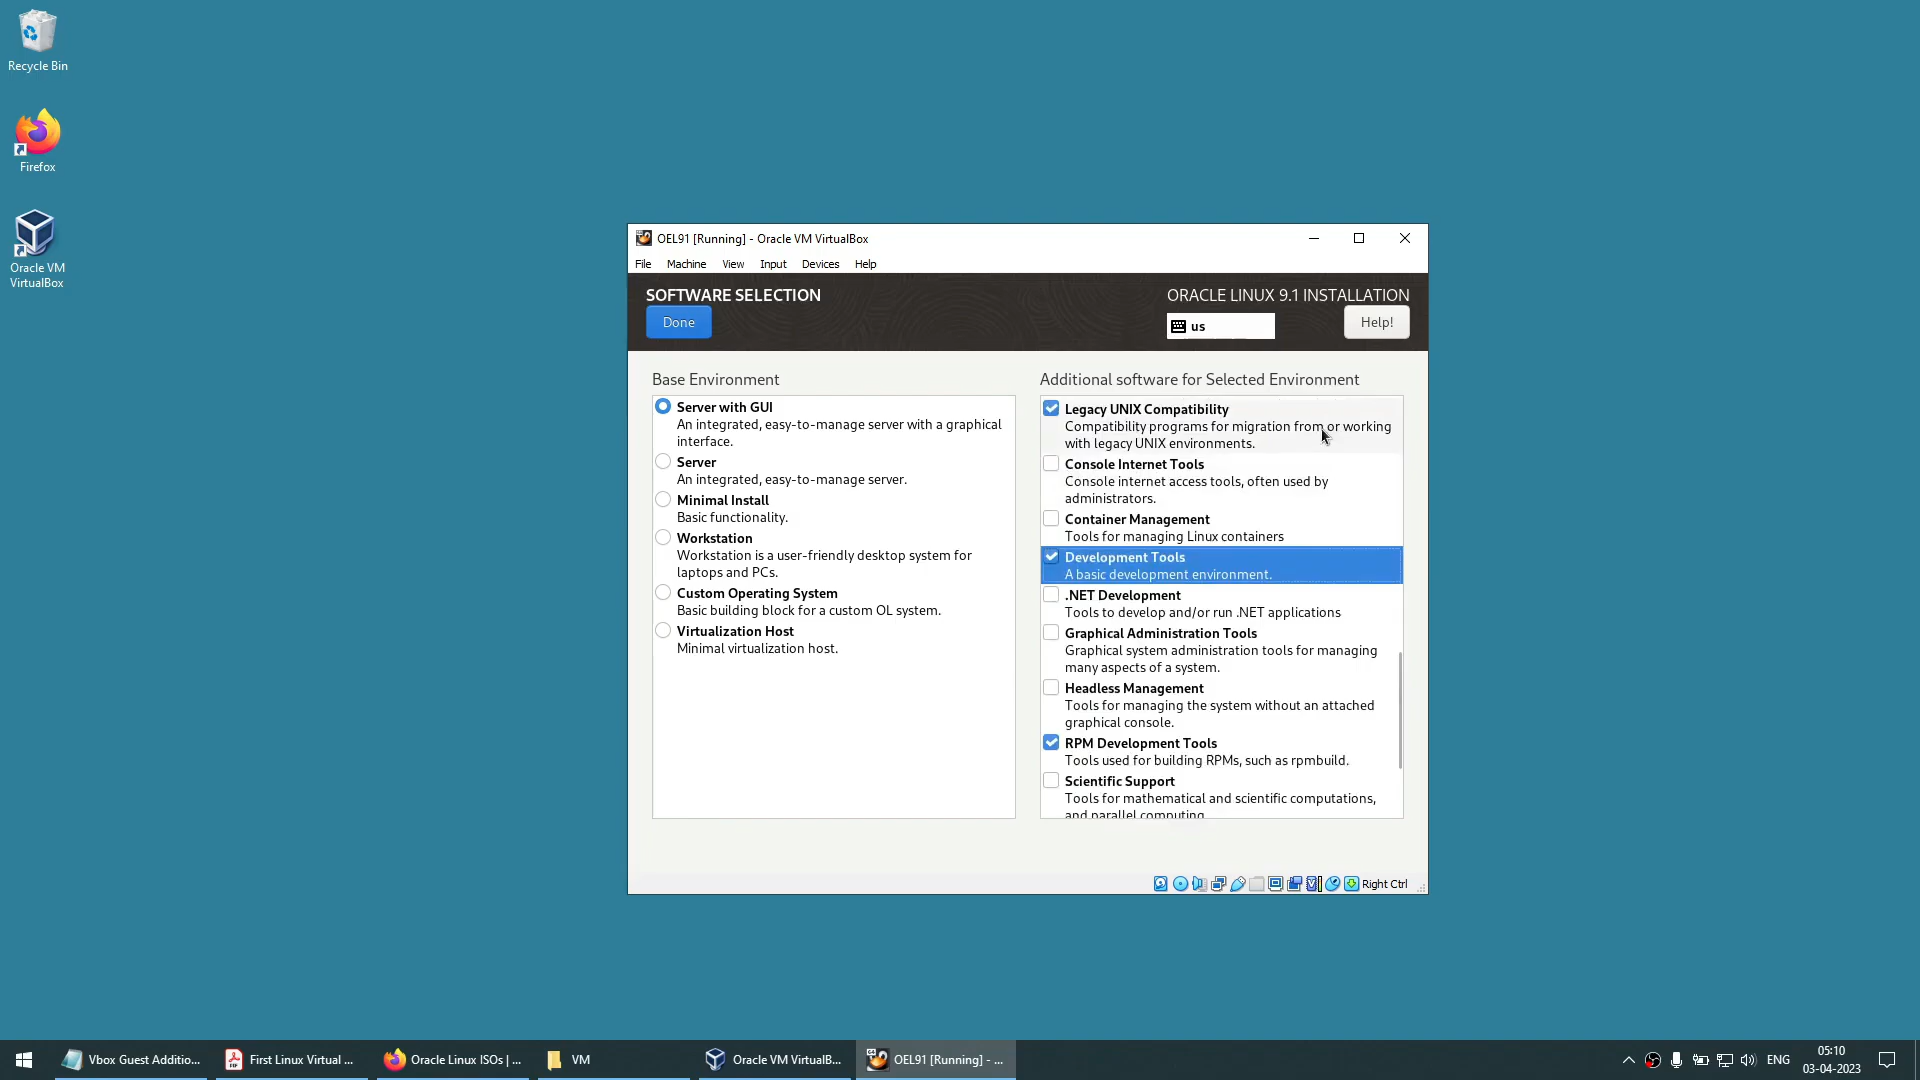 Recycle Bin
Firefox
Oracle VM
VirtualBox
OEL91 [Running] - Oracle VM VirtualBox
File Machine View Input Devices Help
SOFTWARE SELECTION
Done
ORACLE LINUX 9.1 INSTALLATION
us
Help!
Base Environment
Server with GUI
An integrated, easy-to-manage server with a graphical
interface.
Server
An integrated, easy-to-manage server.
Minimal Install
Basic functionality.
Workstation
Workstation is a user-friendly desktop system for
laptops and PCs.
Custom Operating System
Basic building block for a custom OL system.
Virtualization Host
Minimal virtualization host.
Additional software for Selected Environment
Legacy UNIX Compatibility
Compatibility programs for migration from or working
with legacy UNIX environments.
Console Internet Tools
Console internet access tools, often used by
administrators.
Container Management
Tools for managing Linux containers
Development Tools
A basic development environment.
.NET Development
Tools to develop and/or run .NET applications
Graphical Administration Tools
Graphical system administration tools for managing
many aspects of a system.
Headless Management
Tools for managing the system without an attached
graphical console.
RPM Development Tools
Tools used for building RPMs, such as rpmbuild.
Scientific Support
Tools for mathematical and scientific computations,
and parallel computing.
Right Ctrl
Vbox Guest Additio...
First Linux Virtual ...
Oracle Linux ISOs | ...
VM
Oracle VM VirtualB...
OEL91 [Running] - ...
ENG
05:10
03-04-2023